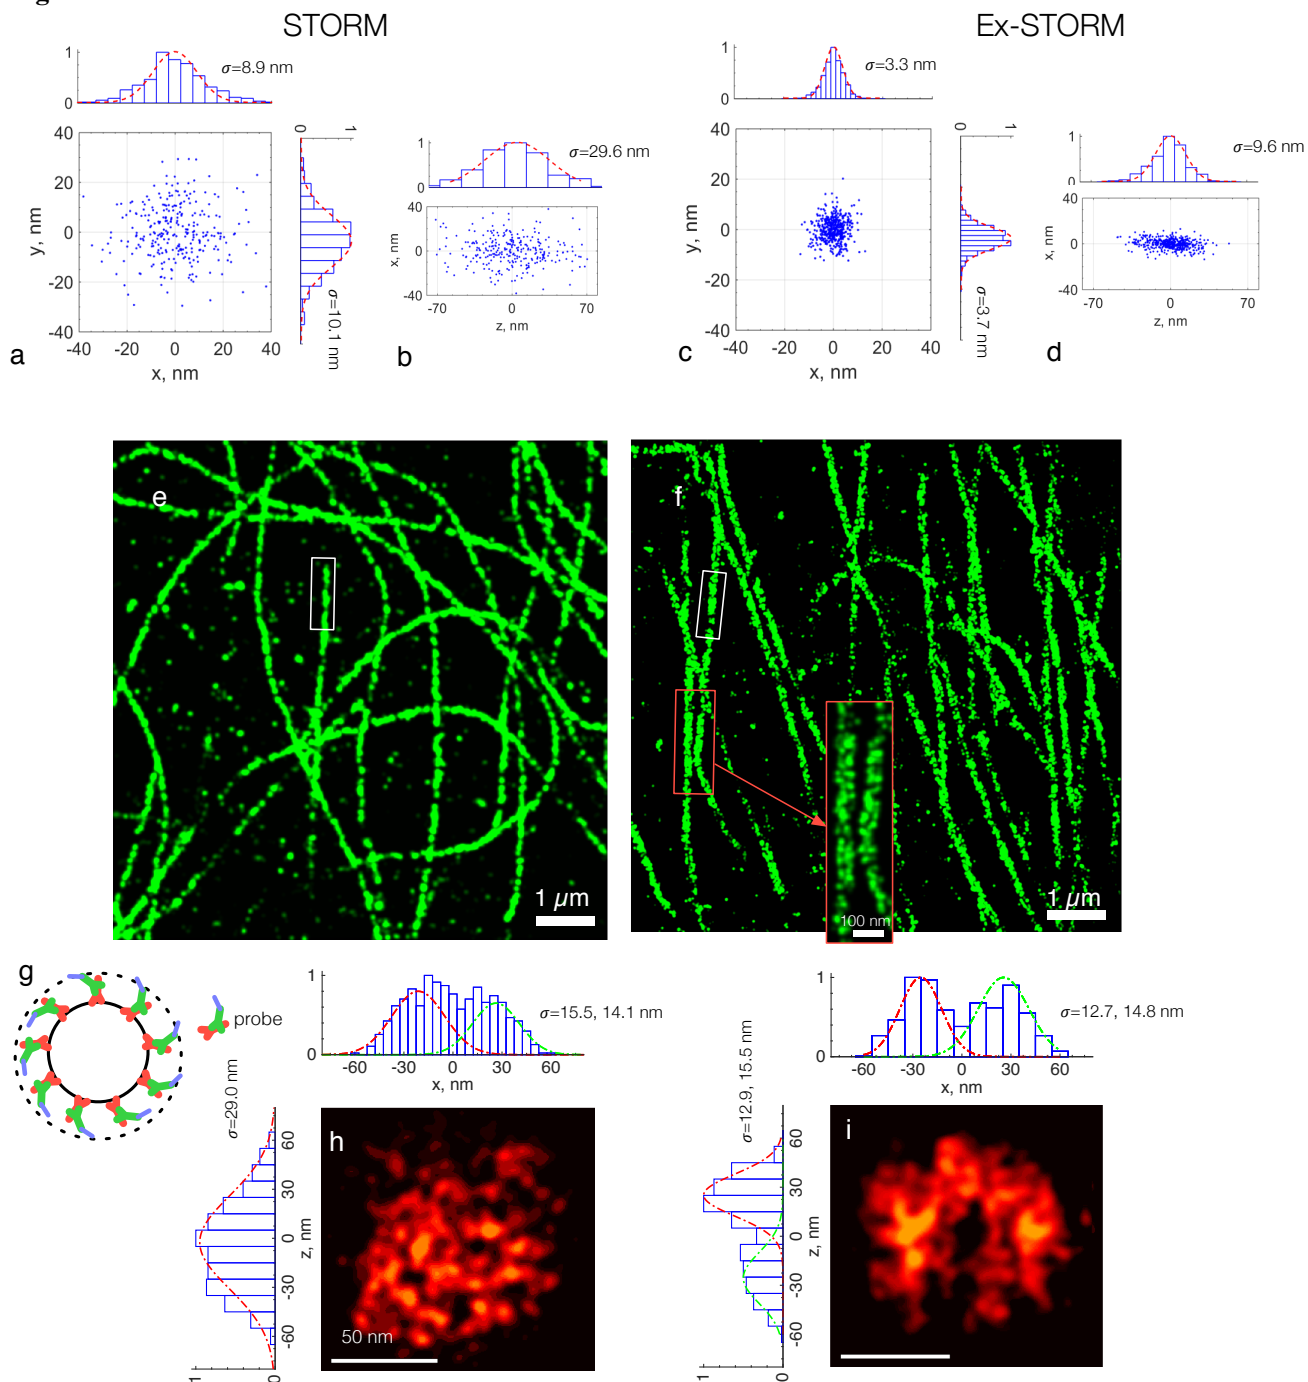 STORM
Ex-STORM
1
0
σ=8.9 nm
40
20
0
-20
-40
y, nm
-40 -20 0 20 40
x, nm
a
0 1
σ=10.1 nm
1
0
σ=29.6 nm
40
0
-40
x, nm
-70 0 70
z, nm
b
1
0
σ=3.3 nm
40
20
0
-20
-40
y, nm
-40 -20 0 20 40
x, nm
c
0 1
σ=3.7 nm
1
0
σ=9.6 nm
40
0
-40
x, nm
-70 0 70
z, nm
d
e
1 µm
f
100 nm
1 µm
g
probe
1
0
σ=15.5, 14.1 nm
-60 -30 0 30 60
x, nm
σ=29.0 nm
60
30
0
-30
-60
z, nm
1 0
h
50 nm
1
0
σ=12.7, 14.8 nm
-60 -30 0 30 60
x, nm
σ=12.9, 15.5 nm
60
30
0
-30
-60
z, nm
1 0
i